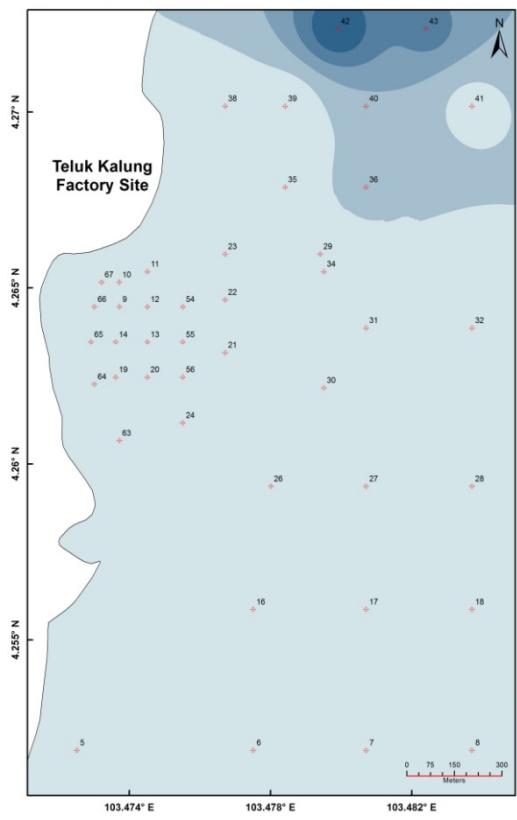 42 43
N
4.27° N
38 39 40 41
Teluk Kalung
Factory Site
35 36
23 29
11 34
4.265° N
67 10
66 9 12 54 22
65 14 13 55 21 31 32
64 19 20 56 30
24
63
4.26° N
26 27 28
16 17 18
4.255° N
5 6 7 8
0 75 150 300
Meters
103.474° E 103.478° E 103.482° E